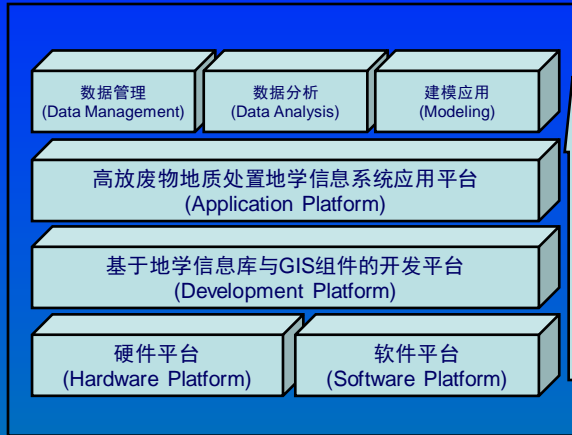 数据管理
(Data Management)
数据分析
(Data Analysis)
建模应用
(Modeling)
高放废物地质处置地学信息系统应用平台
(Application Platform)
基于地学信息库与GIS组件的开发平台
(Development Platform)
硬件平台
(Hardware Platform)
软件平台
(Software Platform)